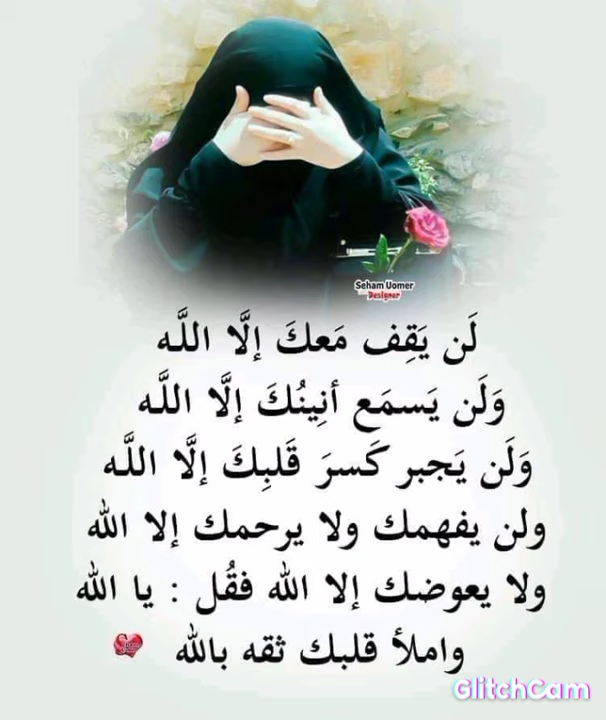 Seham Uomer
Designer
لَن يَقِف مَعكَ إلَّا اللَّه
وَلَن يَسمَع أنِينُكَ إلَّا اللَّه
وَلَن يَجبر كَسرَ قَلبِكَ إلَّا اللَّه
ولن يفهمك ولا يرحمك إلا الله
ولا يعوضك إلا الله فقُل : يا الله
واملأ قلبك ثقه بالله
GlitchCam